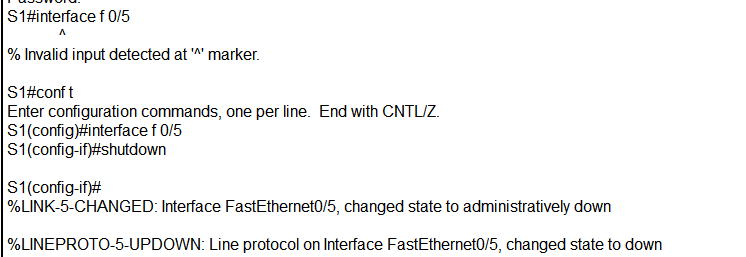 Password:
S1#interface f 0/5
^
% Invalid input detected at '^' marker.
S1#conf t
Enter configuration commands, one per line. End with CNTL/Z.
S1(config)#interface f 0/5
S1(config-if)#shutdown
S1(config-if)#
%LINK-5-CHANGED: Interface FastEthernet0/5, changed state to administratively down
%LINEPROTO-5-UPDOWN: Line protocol on Interface FastEthernet0/5, changed state to down